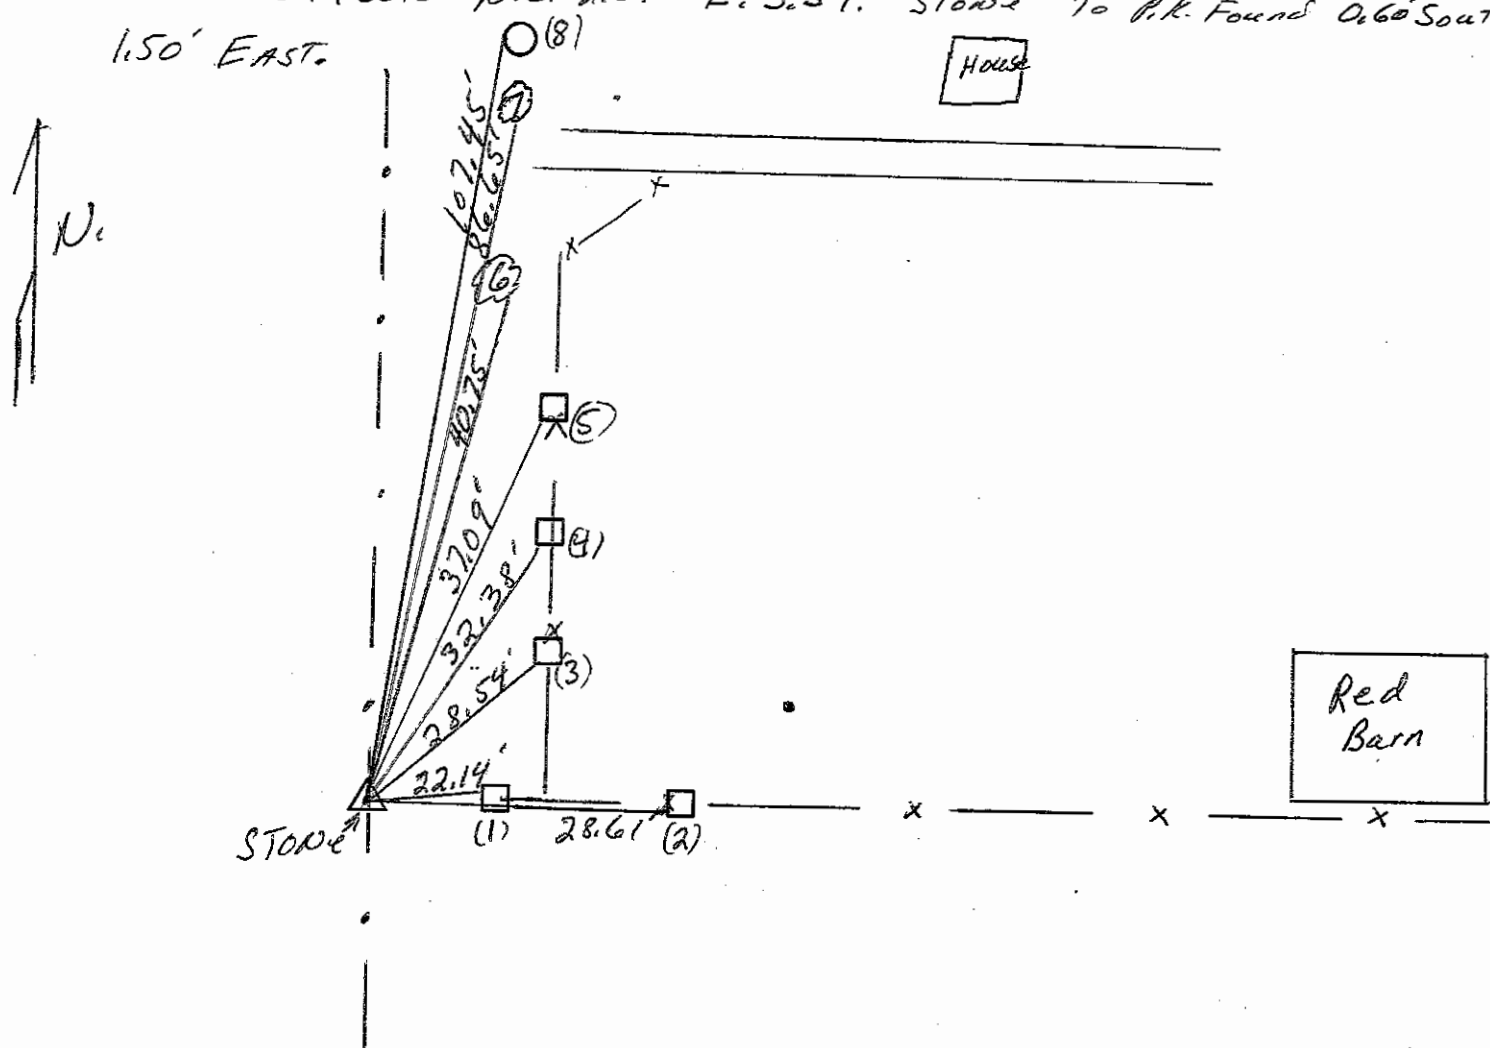 Stone to P.K. Found 0.60' Sout
1.50' EAST.
(8)
House
7
107.45'
86.65'
N.
6
40.75'
(5)
37.09'
(4)
32.38'
(3)
28.54'
Red
Barn
22.14'
STONE
(1)
28.61'
(2)